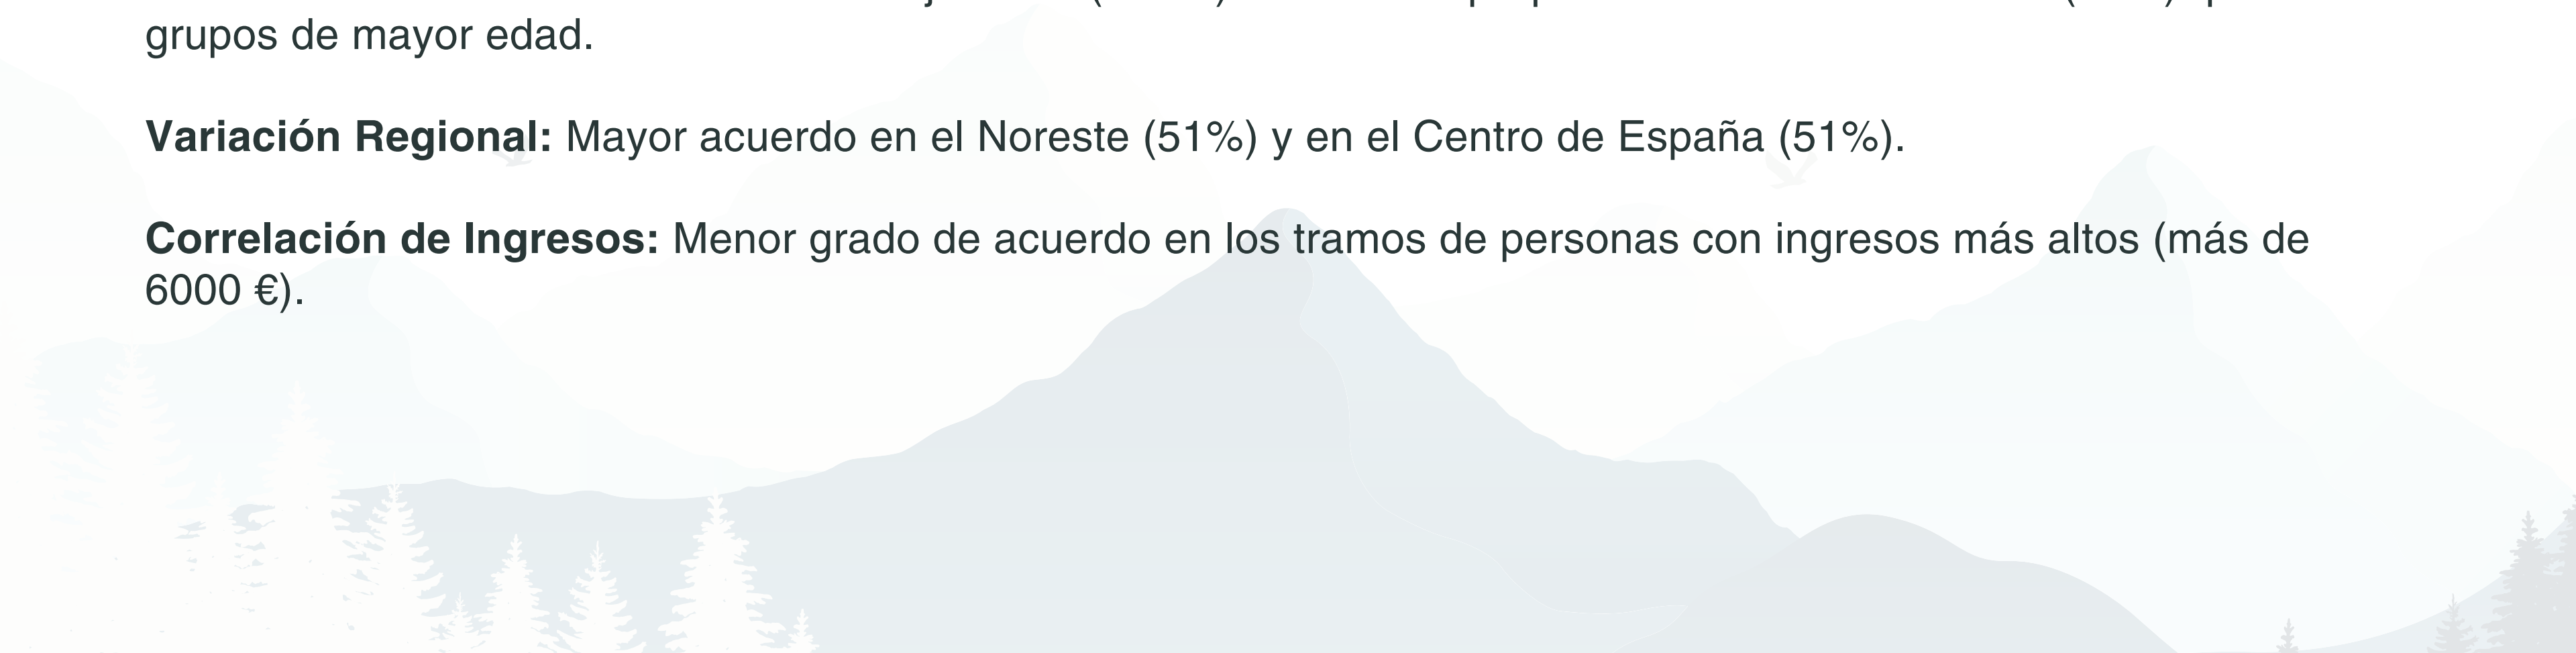 grupos de mayor edad.
Variación Regional: Mayor acuerdo en el Noreste (51%) y en el Centro de España (51%).
Correlación de Ingresos: Menor grado de acuerdo en los tramos de personas con ingresos más altos (más de
6000 €).